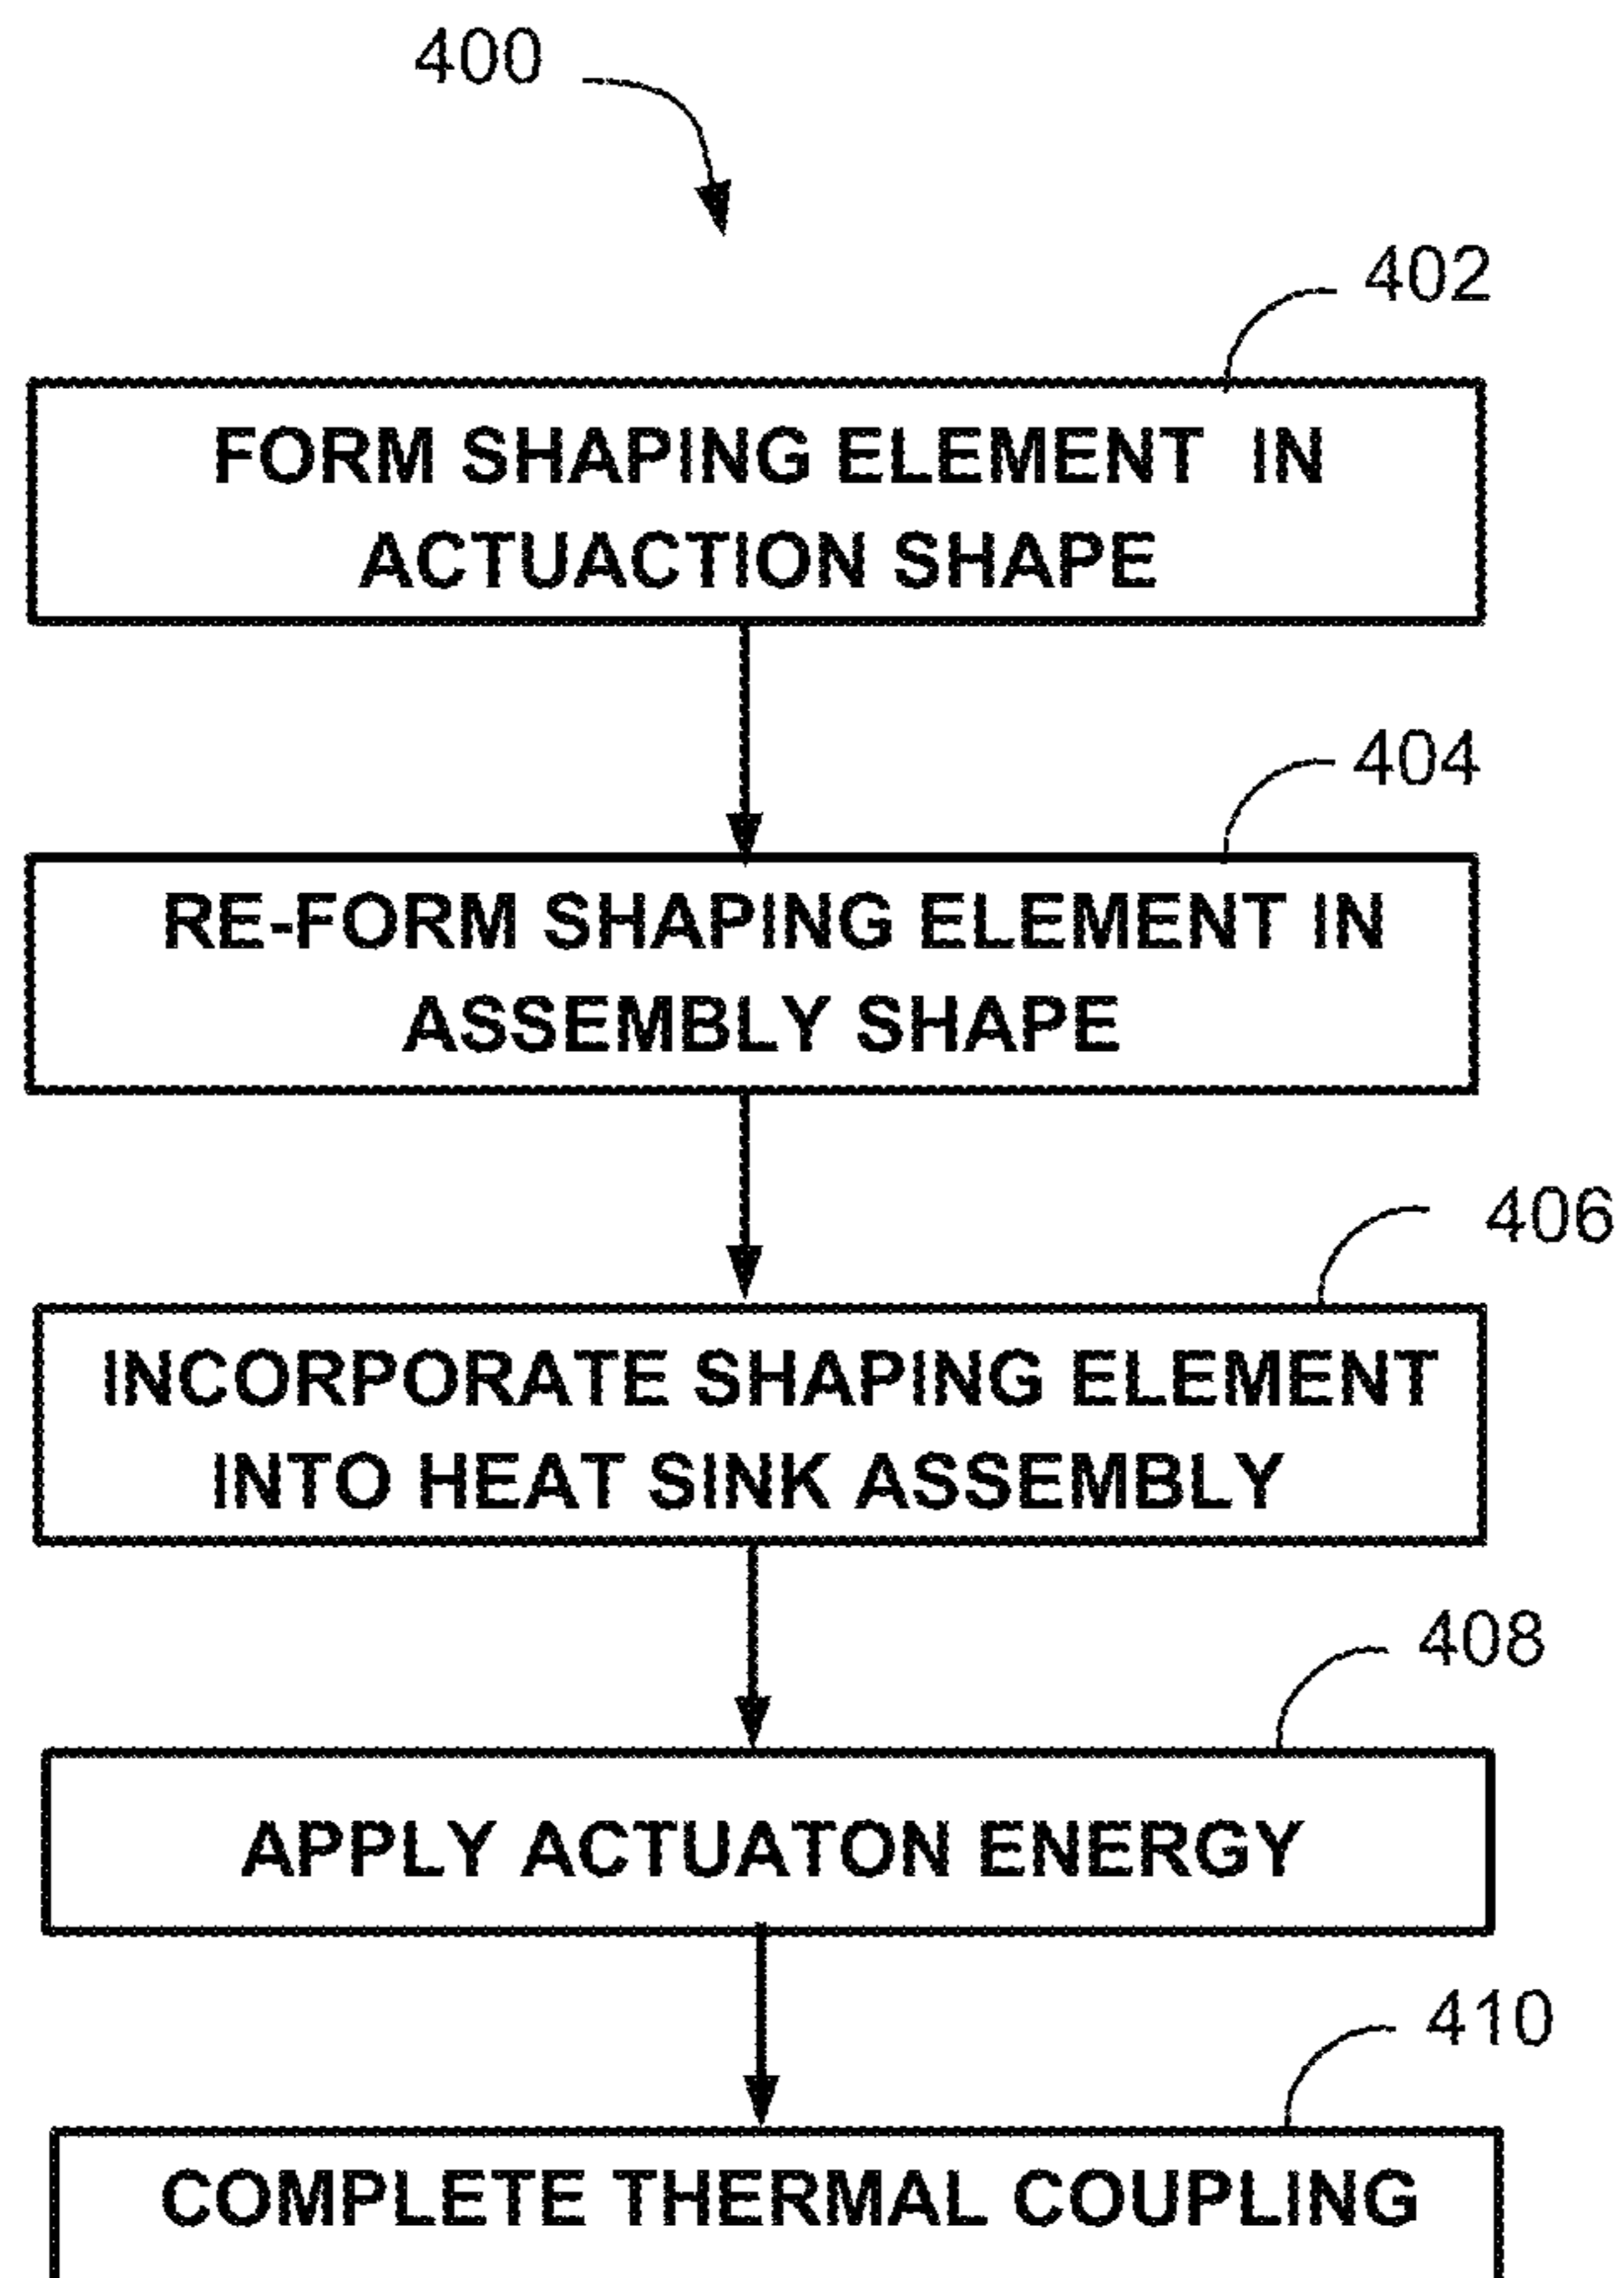 400
402
FORM SHAPING ELEMENT IN
ACTUACTION SHAPE
404
RE-FORM SHAPING ELEMENT IN
ASSEMBLY SHAPE
406
INCORPORATE SHAPING ELEMENT
INTO HEAT SINK ASSEMBLY
408
APPLY ACTUATON ENERGY
410
COMPLETE THERMAL COUPLING